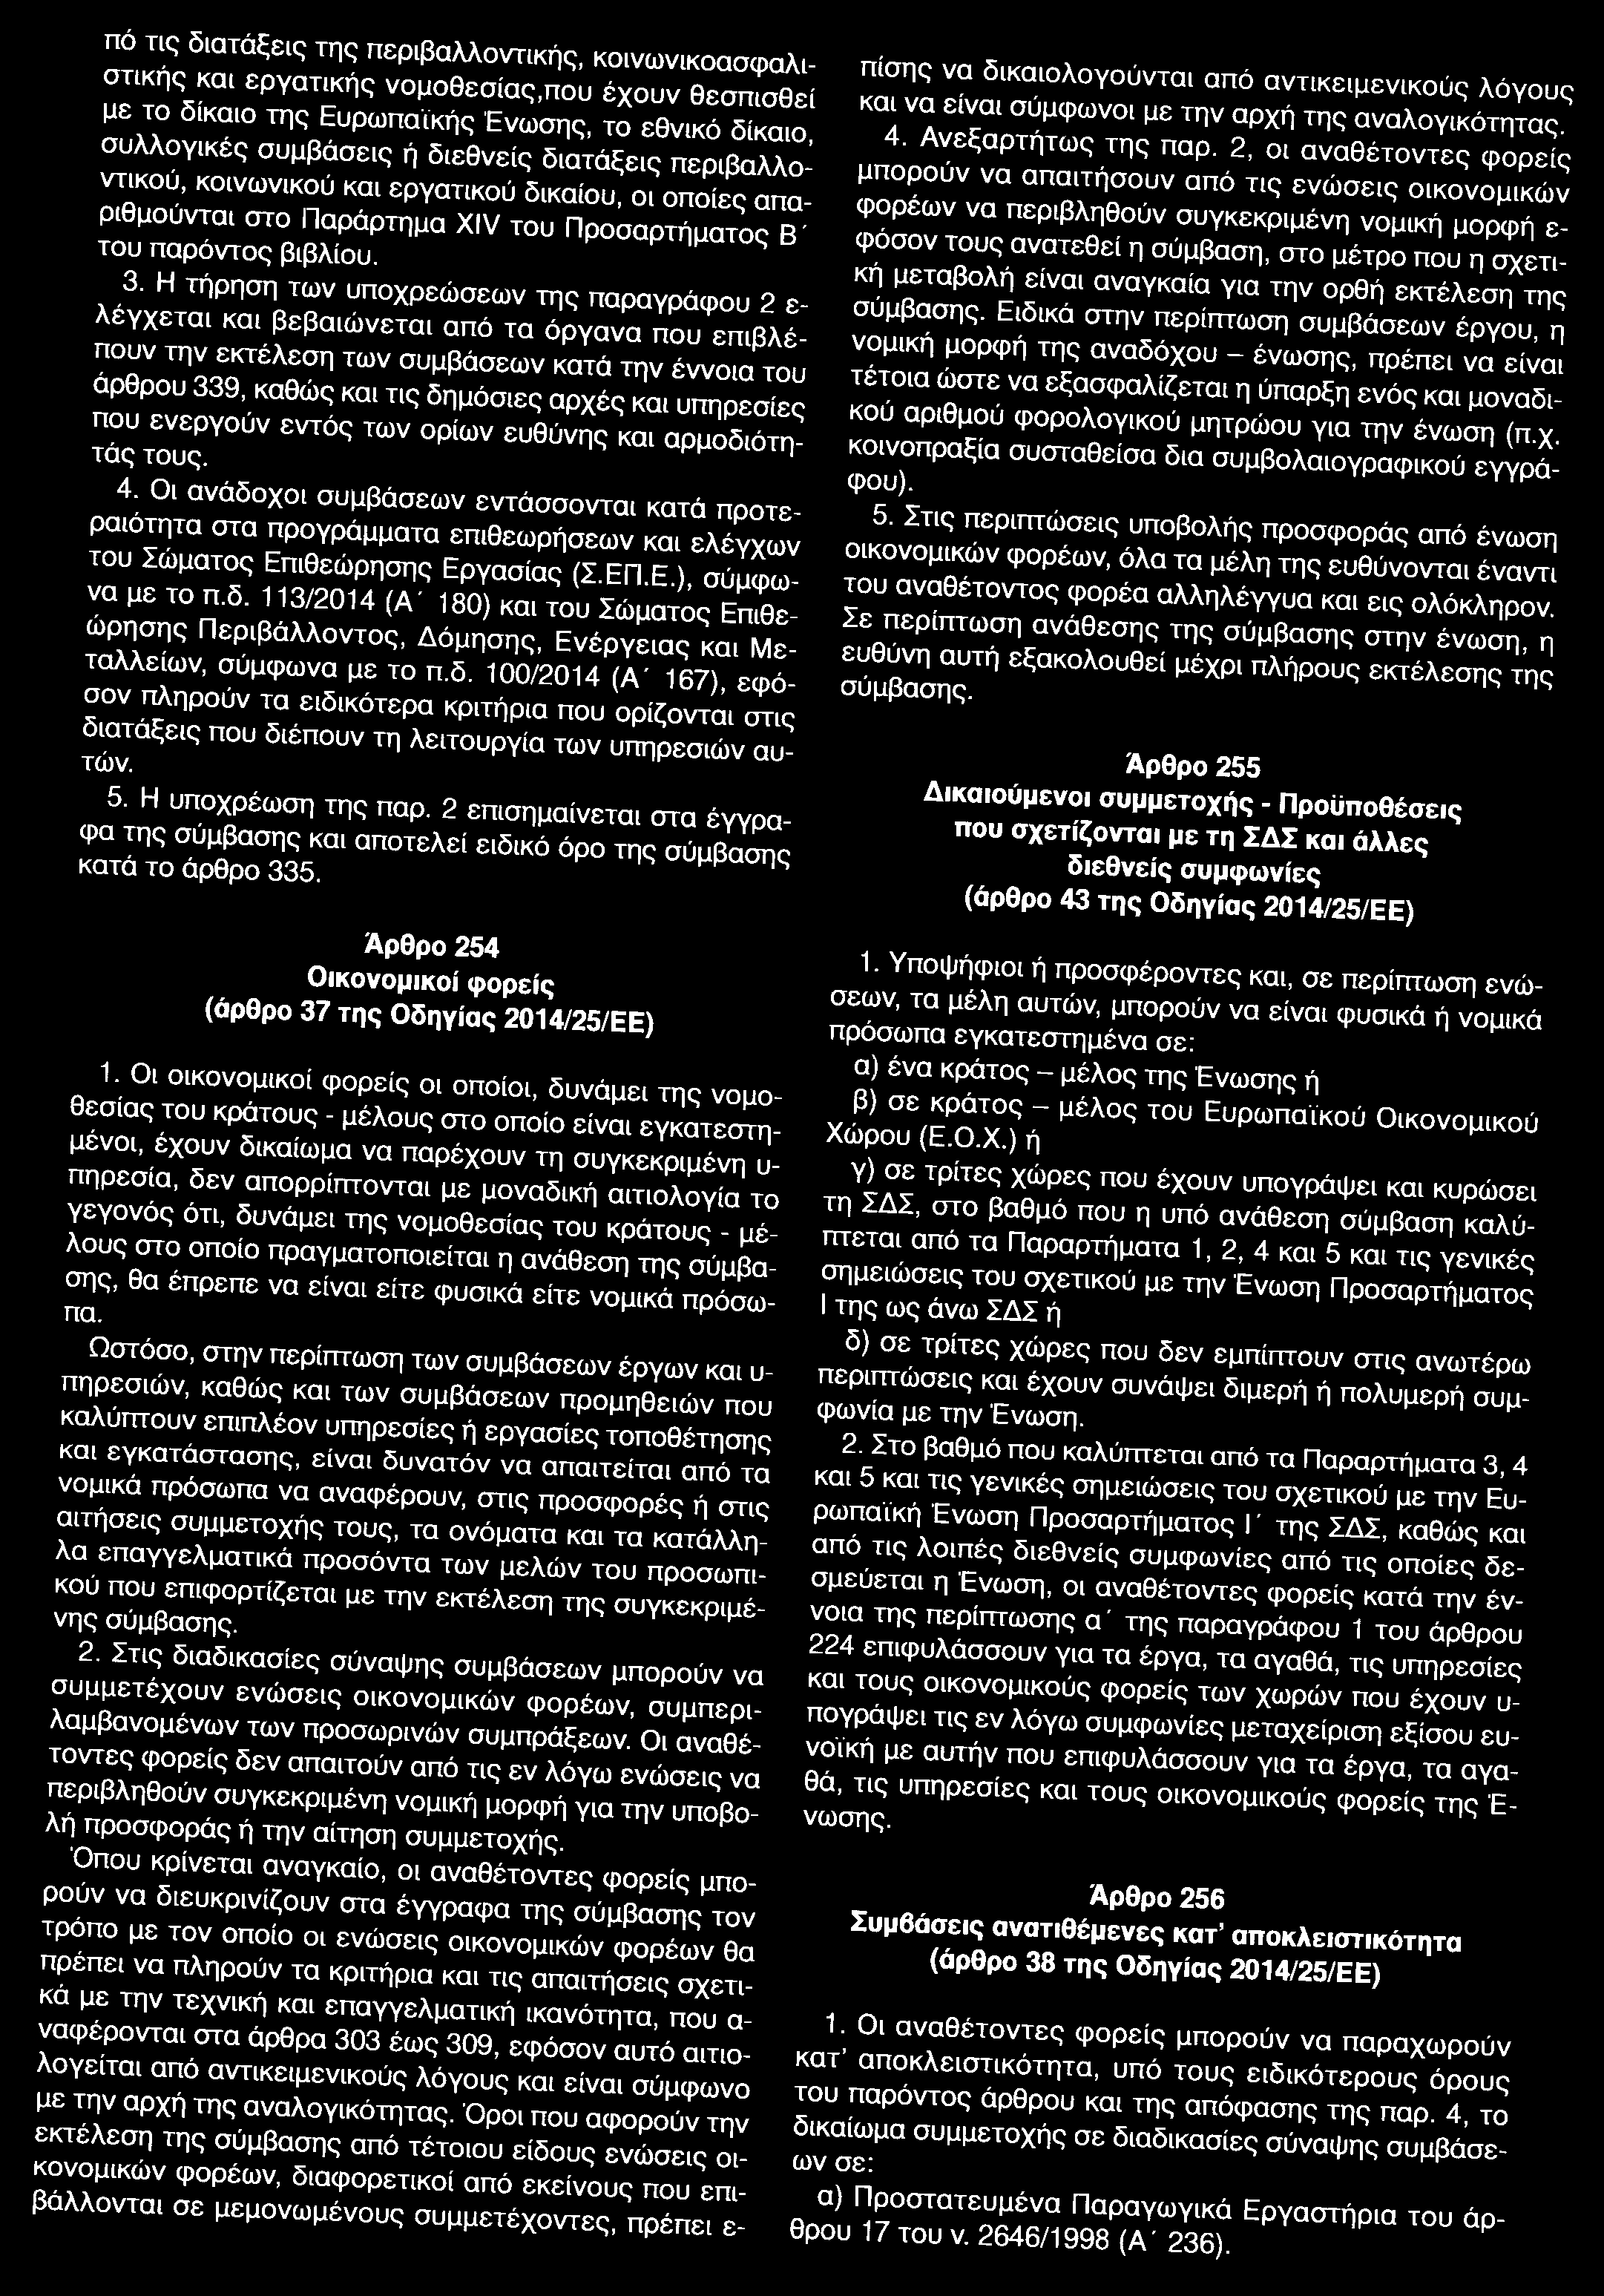 πό τις διατάξεις της περιβαλλοντικής, κοινωνικοασφαλι-
στικής και εργατικής νομοθεσίας,που έχουν θεσπισθεί
με το δίκαιο της Ευρωπαϊκής Ένωσης, το εθνικό δίκαιο,
συλλογικές συμβάσεις ή διεθνείς διατάξεις περιβαλλο-
ντικού, κοινωνικού και εργατικού δικαίου, οι οποίες απα-
ριθμούνται στο Παράρτημα XIV του Προσαρτήματος Β΄
του παρόντος βιβλίου.
3. Η τήρηση των υποχρεώσεων της παραγράφου 2 ε-
λέγχεται και βεβαιώνεται από τα όργανα που επιβλέ-
πουν την εκτέλεση των συμβάσεων κατά την έννοια του
άρθρου 339, καθώς και τις δημόσιες αρχές και υπηρεσίες
που ενεργούν εντός των ορίων ευθύνης και αρμοδιότη-
τάς τους.
4. Οι ανάδοχοι συμβάσεων εντάσσονται κατά προτε-
ραιότητα στα προγράμματα επιθεωρήσεων και ελέγχων
του Σώματος Επιθεώρησης Εργασίας (Σ.ΕΠ.Ε.), σύμφω-
να με το π.δ. 113/2014 (Α΄ 180) και του Σώματος Επιθε-
ώρησης Περιβάλλοντος, Δόμησης, Ενέργειας και Με-
ταλλείων, σύμφωνα με το π.δ. 100/2014 (Α΄ 167), εφό-
σον πληρούν τα ειδικότερα κριτήρια που ορίζονται στις
διατάξεις που διέπουν τη λειτουργία των υπηρεσιών αυ-
τών.
5. Η υποχρέωση της παρ. 2 επισημαίνεται στα έγγρα-
φα της σύμβασης και αποτελεί ειδικό όρο της σύμβασης
κατά το άρθρο 335.
Άρθρο 254
Οικονομικοί φορείς
(άρθρο 37 της Οδηγίας 2014/25/ΕΕ)
1. Οι οικονομικοί φορείς οι οποίοι, δυνάμει της νομο-
θεσίας του κράτους - μέλους στο οποίο είναι εγκατεστη-
μένοι, έχουν δικαίωμα να παρέχουν τη συγκεκριμένη υ-
πηρεσία, δεν απορρίπτονται με μοναδική αιτιολογία το
γεγονός ότι, δυνάμει της νομοθεσίας του κράτους - μέ-
λους στο οποίο πραγματοποιείται η ανάθεση της σύμβα-
σης, θα έπρεπε να είναι είτε φυσικά είτε νομικά πρόσω-
πα.
Ωστόσο, στην περίπτωση των συμβάσεων έργων και υ-
πηρεσιών, καθώς και των συμβάσεων προμηθειών που
καλύπτουν επιπλέον υπηρεσίες ή εργασίες τοποθέτησης
και εγκατάστασης, είναι δυνατόν να απαιτείται από τα
νομικά πρόσωπα να αναφέρουν, στις προσφορές ή στις
αιτήσεις συμμετοχής τους, τα ονόματα και τα κατάλλη-
λα επαγγελματικά προσόντα των μελών του προσωπι-
κού που επιφορτίζεται με την εκτέλεση της συγκεκριμέ-
νης σύμβασης.
2. Στις διαδικασίες σύναψης συμβάσεων μπορούν να
συμμετέχουν ενώσεις οικονομικών φορέων, συμπερι-
λαμβανομένων των προσωρινών συμπράξεων. Οι αναθέ-
τοντες φορείς δεν απαιτούν από τις εν λόγω ενώσεις να
περιβληθούν συγκεκριμένη νομική μορφή για την υποβο-
λή προσφοράς ή την αίτηση συμμετοχής.
Όπου κρίνεται αναγκαίο, οι αναθέτοντες φορείς μπο-
ρούν να διευκρινίζουν στα έγγραφα της σύμβασης τον
τρόπο με τον οποίο οι ενώσεις οικονομικών φορέων θα
πρέπει να πληρούν τα κριτήρια και τις απαιτήσεις σχετι-
κά με την τεχνική και επαγγελματική ικανότητα, που α-
ναφέρονται στα άρθρα 303 έως 309, εφόσον αυτό αιτιο-
λογείται από αντικειμενικούς λόγους και είναι σύμφωνο
με την αρχή της αναλογικότητας. Όροι που αφορούν την
εκτέλεση της σύμβασης από τέτοιου είδους ενώσεις οι-
κονομικών φορέων, διαφορετικοί από εκείνους που επι-
βάλλονται σε μεμονωμένους συμμετέχοντες, πρέπει ε-
πίσης να δικαιολογούνται από αντικειμενικούς λόγους
και να είναι σύμφωνοι με την αρχή της αναλογικότητας.
4. Ανεξαρτήτως της παρ. 2, οι αναθέτοντες φορείς
μπορούν να απαιτήσουν από τις ενώσεις οικονομικών
φορέων να περιβληθούν συγκεκριμένη νομική μορφή ε-
φόσον τους ανατεθεί η σύμβαση, στο μέτρο που η σχετι-
κή μεταβολή είναι αναγκαία για την ορθή εκτέλεση της
σύμβασης. Ειδικά στην περίπτωση συμβάσεων έργου, η
νομική μορφή της αναδόχου – ένωσης, πρέπει να είναι
τέτοια ώστε να εξασφαλίζεται η ύπαρξη ενός και μοναδι-
κού αριθμού φορολογικού μητρώου για την ένωση (π.χ.
κοινοπραξία συσταθείσα δια συμβολαιογραφικού εγγρά-
φου).
5. Στις περιπτώσεις υποβολής προσφοράς από ένωση
οικονομικών φορέων, όλα τα μέλη της ευθύνονται έναντι
του αναθέτοντος φορέα αλληλέγγυα και εις ολόκληρον.
Σε περίπτωση ανάθεσης της σύμβασης στην ένωση, η
ευθύνη αυτή εξακολουθεί μέχρι πλήρους εκτέλεσης της
σύμβασης.
Άρθρο 255
Δικαιούμενοι συμμετοχής - Προϋποθέσεις
που σχετίζονται με τη ΣΔΣ και άλλες
διεθνείς συμφωνίες
(άρθρο 43 της Οδηγίας 2014/25/ΕΕ)
1. Υποψήφιοι ή προσφέροντες και, σε περίπτωση ενώ-
σεων, τα μέλη αυτών, μπορούν να είναι φυσικά ή νομικά
πρόσωπα εγκατεστημένα σε:
α) ένα κράτος – μέλος της Ένωσης ή
β) σε κράτος – μέλος του Ευρωπαϊκού Οικονομικού
Χώρου (Ε.Ο.Χ.) ή
γ) σε τρίτες χώρες που έχουν υπογράψει και κυρώσει
τη ΣΔΣ, στο βαθμό που η υπό ανάθεση σύμβαση καλύ-
πτεται από τα Παραρτήματα 1, 2, 4 και 5 και τις γενικές
σημειώσεις του σχετικού με την Ένωση Προσαρτήματος
Ι της ως άνω ΣΔΣ ή
δ) σε τρίτες χώρες που δεν εμπίπτουν στις ανωτέρω
περιπτώσεις και έχουν συνάψει διμερή ή πολυμερή συμ-
φωνία με την Ένωση.
2. Στο βαθμό που καλύπτεται από τα Παραρτήματα 3, 4
και 5 και τις γενικές σημειώσεις του σχετικού με την Ευ-
ρωπαϊκή Ένωση Προσαρτήματος Ι΄ της ΣΔΣ, καθώς και
από τις λοιπές διεθνείς συμφωνίες από τις οποίες δε-
σμεύεται η Ένωση, οι αναθέτοντες φορείς κατά την έν-
νοια της περίπτωσης α΄ της παραγράφου 1 του άρθρου
224 επιφυλάσσουν για τα έργα, τα αγαθά, τις υπηρεσίες
και τους οικονομικούς φορείς των χωρών που έχουν υ-
πογράψει τις εν λόγω συμφωνίες μεταχείριση εξίσου ευ-
νοϊκή με αυτήν που επιφυλάσσουν για τα έργα, τα αγα-
θά, τις υπηρεσίες και τους οικονομικούς φορείς της Έ-
νωσης.
Άρθρο 256
Συμβάσεις ανατιθέμενες κατ’ αποκλειστικότητα
(άρθρο 38 της Οδηγίας 2014/25/ΕΕ)
1. Οι αναθέτοντες φορείς μπορούν να παραχωρούν
κατ’ αποκλειστικότητα, υπό τους ειδικότερους όρους
του παρόντος άρθρου και της απόφασης της παρ. 4, το
δικαίωμα συμμετοχής σε διαδικασίες σύναψης συμβάσε-
ων σε:
α) Προστατευμένα Παραγωγικά Εργαστήρια του άρ-
θρου 17 του ν. 2646/1998 (Α΄ 236).